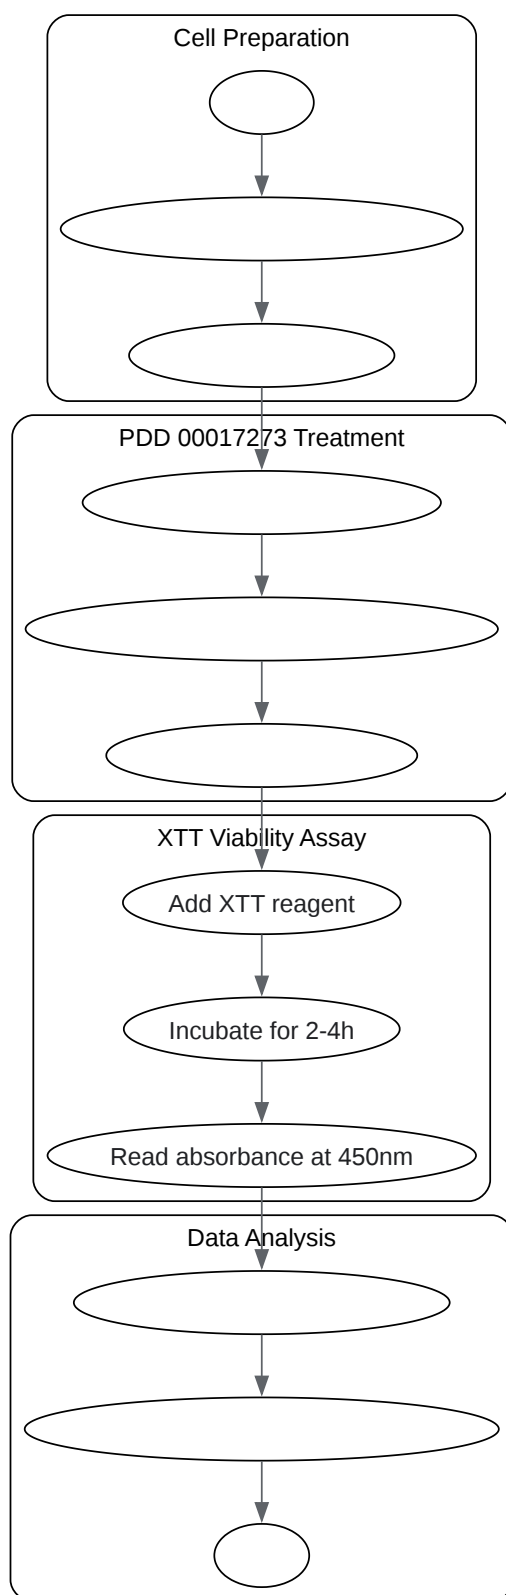 Cell Preparation
PDD 00017273 Treatment
XTT Viability Assay
Add XTT reagent
Incubate for 2-4h
Read absorbance at 450nm
Data Analysis